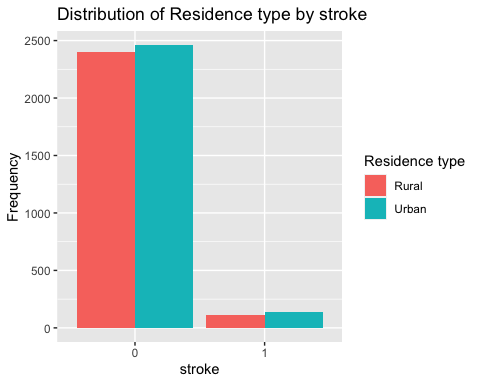 Distribution of Residence type by stroke
2500
2000
1500
1000
500
0
Frequency
0 1
stroke
Residence type
Rural
Urban